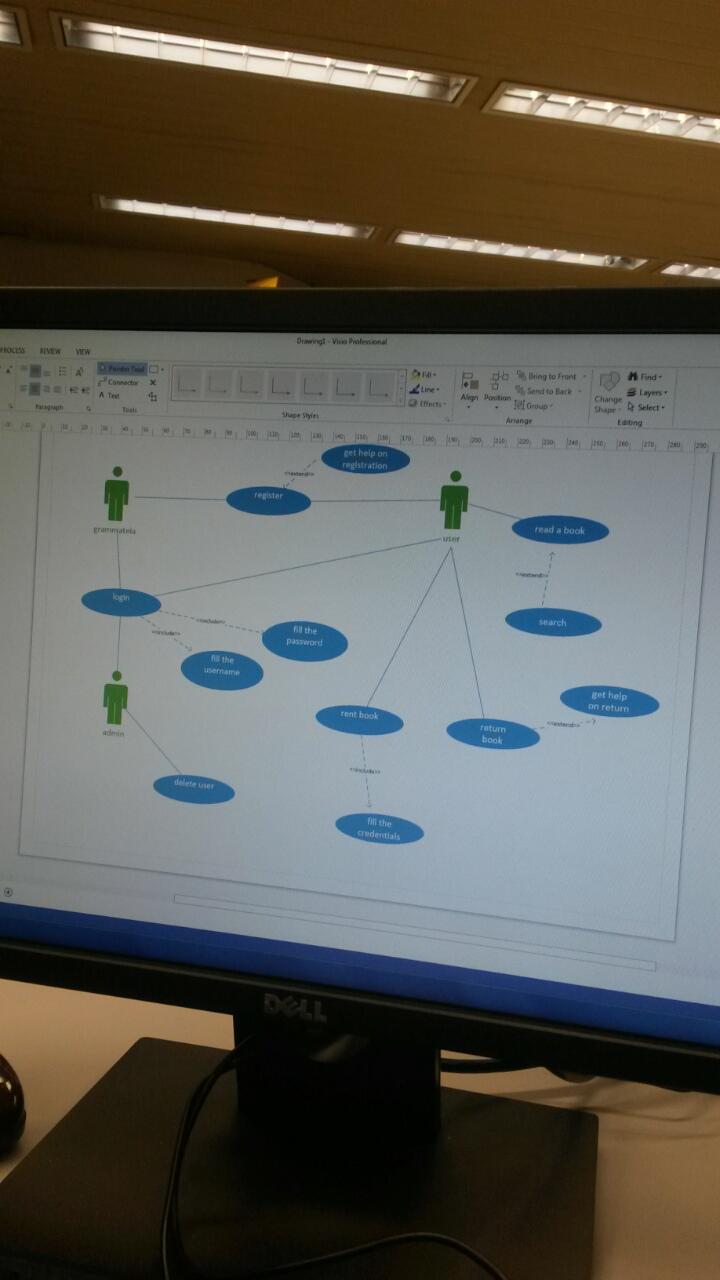 Drawing1 - Visio Professional
PROCESS REVIEW VIEW
Pointer Tool
Connector
A Text
Paragraph
Tools
Shape Styles
Fill
Line
Effects
Align
Position
Bring to Front
Send to Back
Group
Arrange
Change
Shape
Find
Layers
Select
Editing
get help on
registration
<<extend>>
register
grammateia
user
read a book
<<extend>>
search
login
<<include>>
<<include>>
fill the
password
fill the
username
admin
delete user
rent book
<<include>>
fill the
credentials
return
book
<<extend>>
get help
on return
DELL